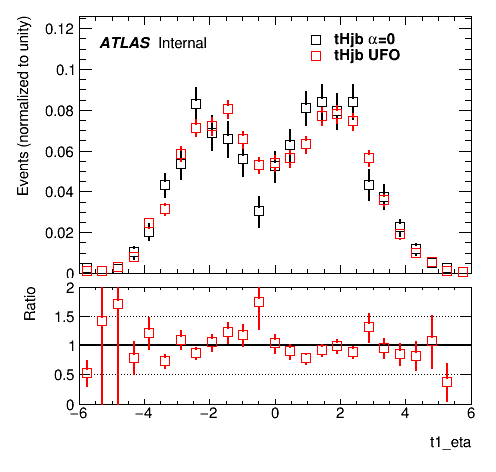 Events (normalized to unity)
0.12
0.1
0.08
0.06
0.04
0.02
0
ATLAS Internal
tHjb α=0
tHjb UFO
Ratio
2
1.5
1
0.5
0
−6 −4 −2 0 2 4 6
t1_eta